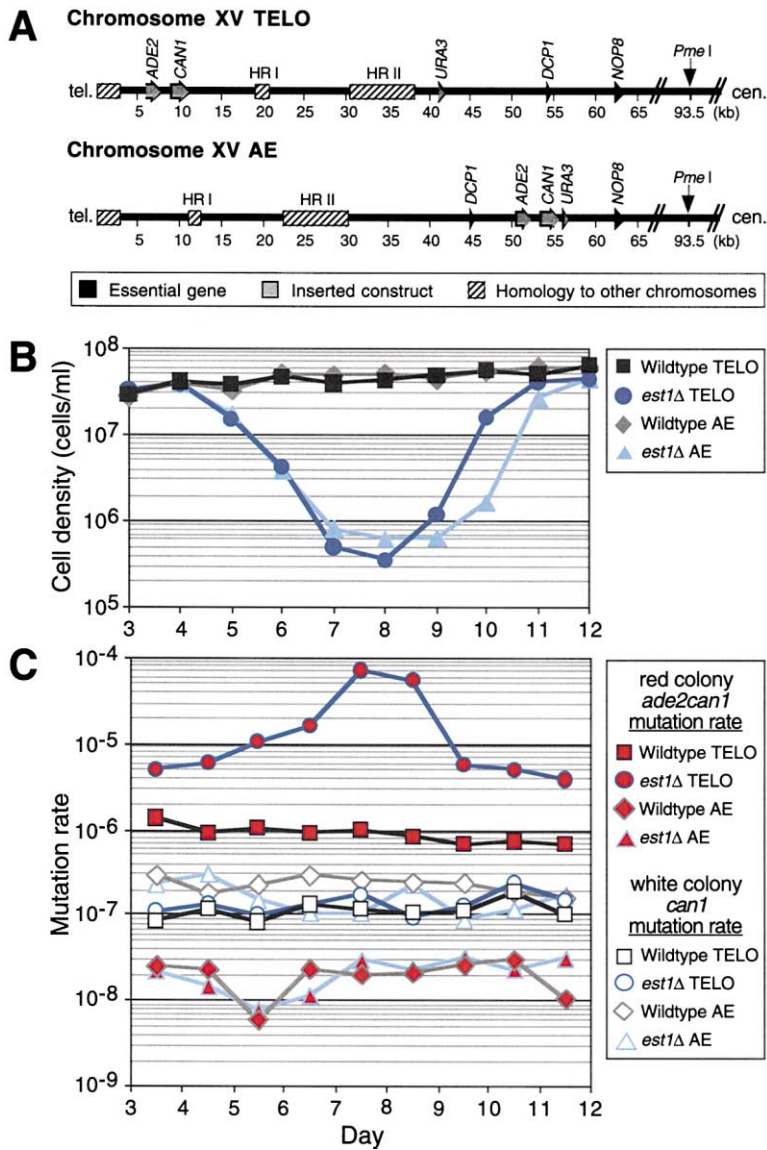 A
Chromosome XV TELO
ADE2 CAN1 HR I HR II URA3 DCP1 NOP8 Pme I
tel. cen.
5 10 15 20 25 30 35 40 45 50 55 60 65 93.5 (kb)
Chromosome XV AE
HR I HR II DCP1 ADE2 CAN1 URA3 NOP8 Pme I
tel. cen.
5 10 15 20 25 30 35 40 45 50 55 60 65 93.5 (kb)
Essential gene Inserted construct Homology to other chromosomes
B
Cell density (cells/ml)
10⁸
10⁷
10⁶
10⁵
3 4 5 6 7 8 9 10 11 12
Wildtype TELO
est1Δ TELO
Wildtype AE
est1Δ AE
C
Mutation rate
10⁻⁴
10⁻⁵
10⁻⁶
10⁻⁷
10⁻⁸
10⁻⁹
3 4 5 6 7 8 9 10 11 12
Day
red colony
ade2can1
mutation rate
Wildtype TELO
est1Δ TELO
Wildtype AE
est1Δ AE
white colony
can1
mutation rate
Wildtype TELO
est1Δ TELO
Wildtype AE
est1Δ AE